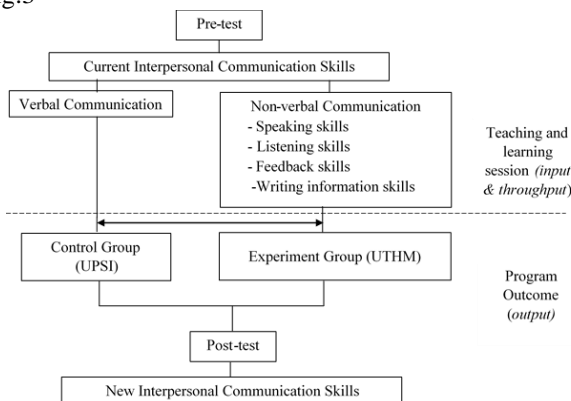 Pre-test
Current Interpersonal Communication Skills
Verbal Communication
Non-verbal Communication
- Speaking skills
- Listening skills
- Feedback skills
-Writing information skills
Teaching and
learning
session (input
& throughput)
Control Group
(UPSI)
Experiment Group (UTHM)
Program
Outcome
(output)
Post-test
New Interpersonal Communication Skills